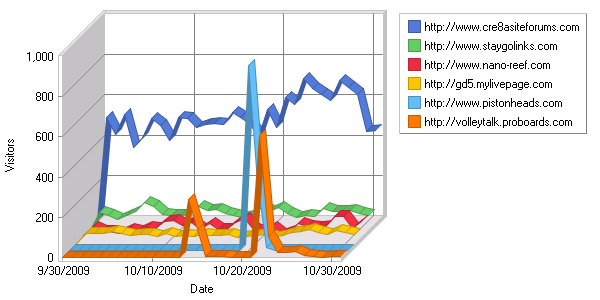 http://www.cre8asiteforums.com
http://www.staygolinks.com
http://www.nano-reef.com
http://gd5.mylivepage.com
http://www.pistonheads.com
http://volleytalk.proboards.com
Visitors
1,000
800
600
400
200
0
9/30/2009 10/10/2009 10/20/2009 10/30/2009
Date